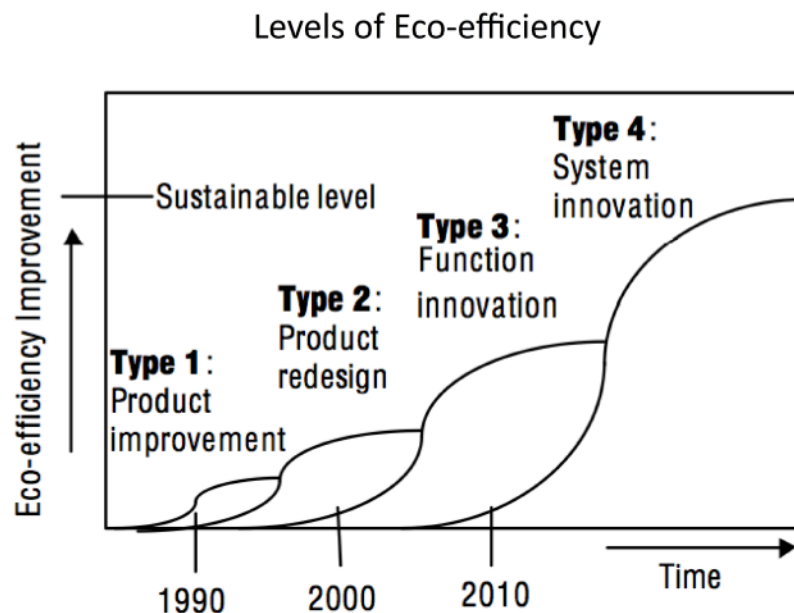 Levels of Eco-efficiency
Eco-efficiency Improvement
Sustainable level
Type 1:
Product
improvement
Type 2:
Product
redesign
Type 3:
Function
innovation
Type 4:
System
innovation
1990
2000
2010
Time